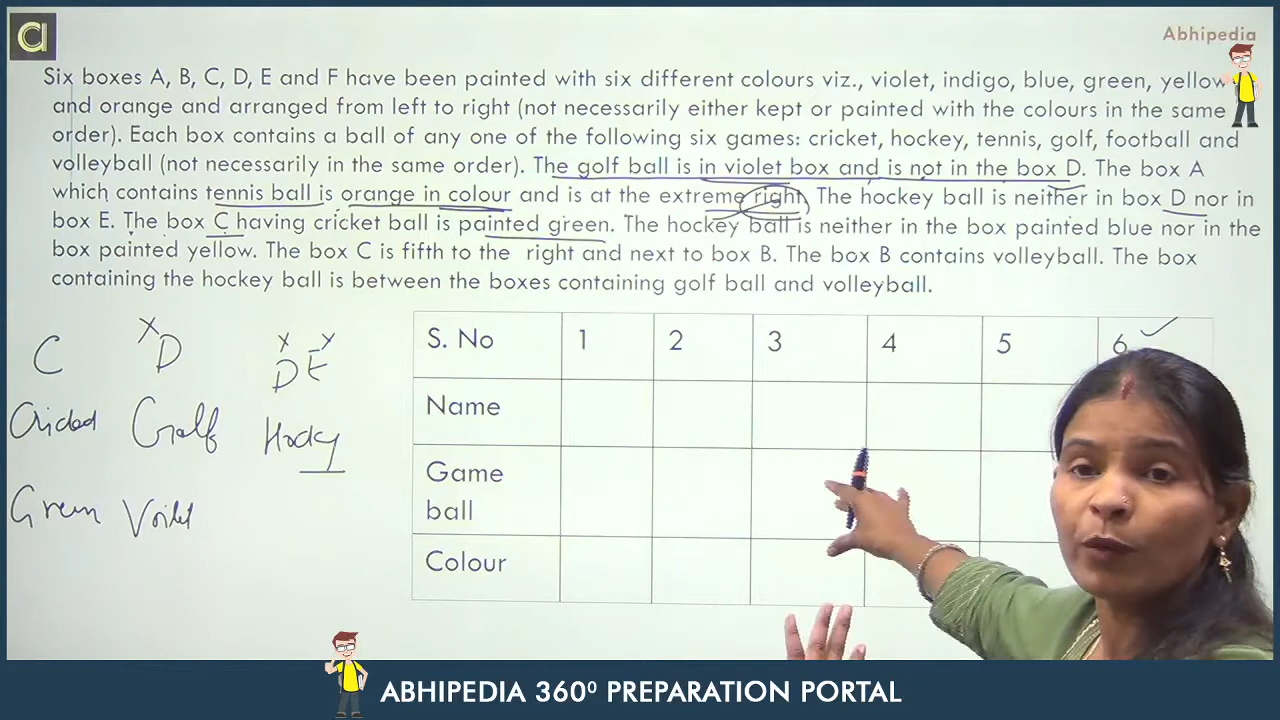 Abhipedia
Six boxes A, B, C, D, E and F have been painted with six different colours viz., violet, indigo, blue, green, yellow
and orange and arranged from left to right (not necessarily either kept or painted with the colours in the same
order). Each box contains a ball of any one of the following six games: cricket, hockey, tennis, golf, football and
volleyball (not necessarily in the same order). The golf ball is in violet box and is not in the box D. The box A
which contains tennis ball is orange in colour and is at the extreme right. The hockey ball is neither in box D nor in
box E. The box C having cricket ball is painted green. The hockey ball is neither in the box painted blue nor in the
box painted yellow. The box C is fifth to the right and next to box B. The box B contains volleyball. The box
containing the hockey ball is between the boxes containing golf ball and volleyball.
C x D x D x E
Golf Hocky
Green Voilet
S. No 1 2 3 4 5 6
Name
Game
ball
Colour
ABHIPEDIA 360⁰ PREPARATION PORTAL